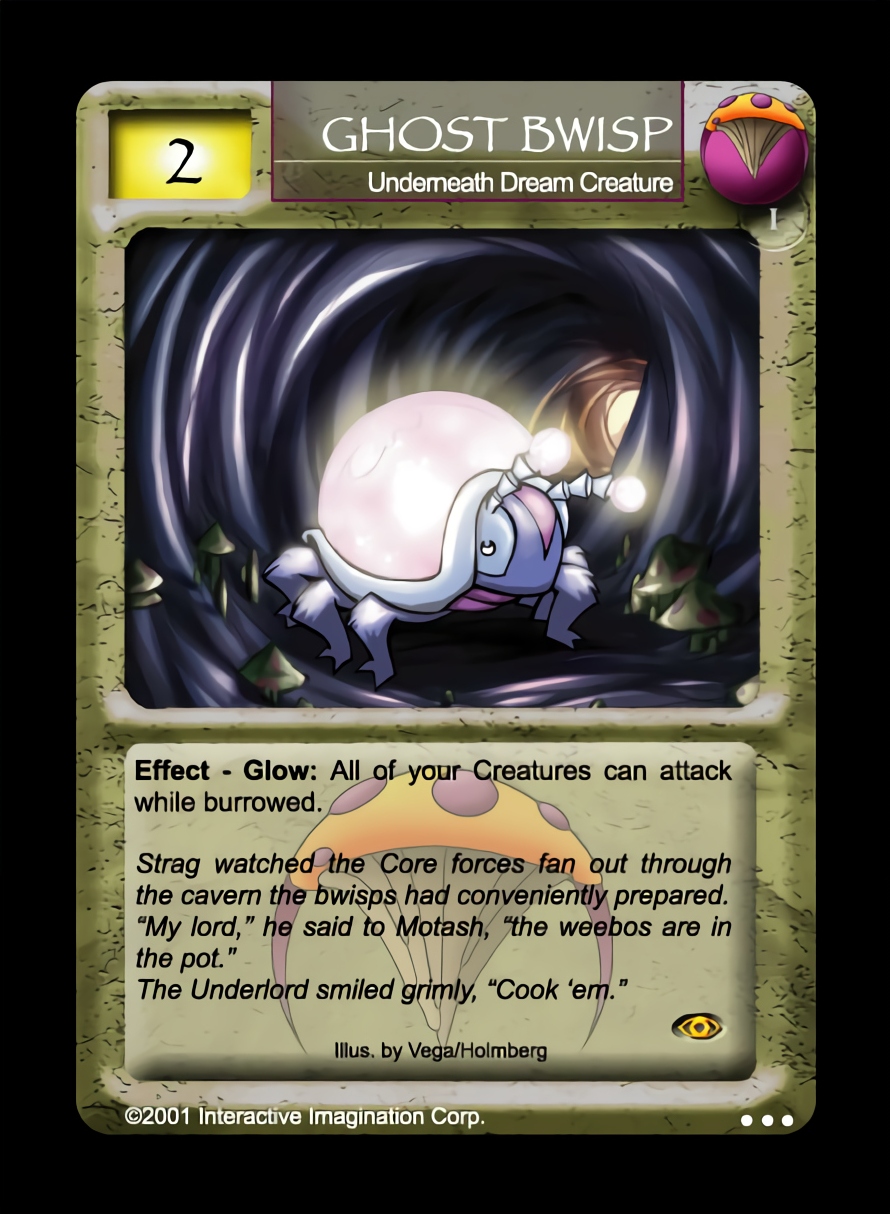 2
GHOST BWISP
Underneath Dream Creature
I
Effect - Glow: All of your Creatures can attack
while burrowed.
Strag watched the Core forces fan out through
the cavern the bwisps had conveniently prepared.
“My lord,” he said to Motash, “the weebos are in
the pot.”
The Underlord smiled grimly, “Cook ‘em.”
Illus. by Vega/Holmberg
©2001 Interactive Imagination Corp.